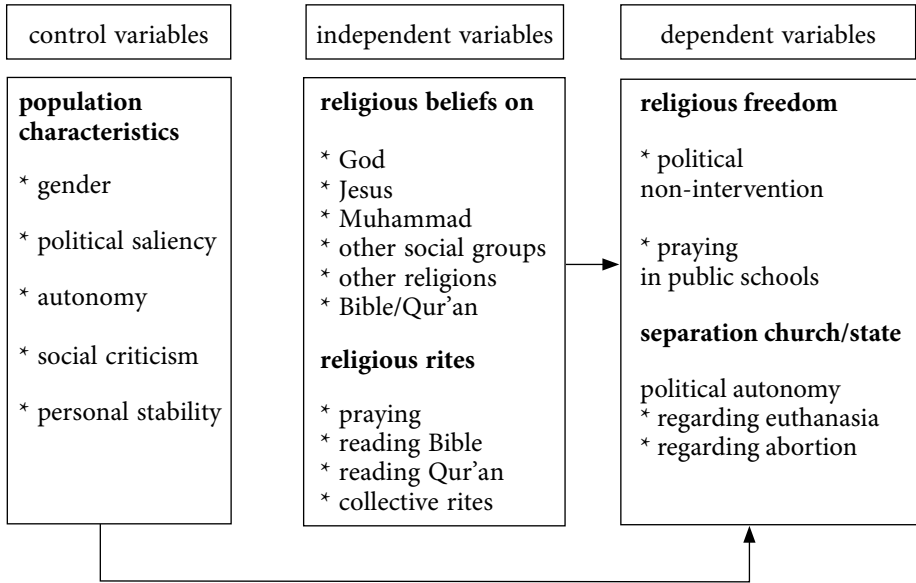 control variables
independent variables
dependent variables
population
characteristics
* gender
* political saliency
* autonomy
* social criticism
* personal stability
religious beliefs on
* God
* Jesus
* Muhammad
* other social groups
* other religions
* Bible/Qur’an
religious rites
* praying
* reading Bible
* reading Qur’an
* collective rites
religious freedom
* political
non-intervention
* praying
in public schools
separation church/state
political autonomy
* regarding euthanasia
* regarding abortion